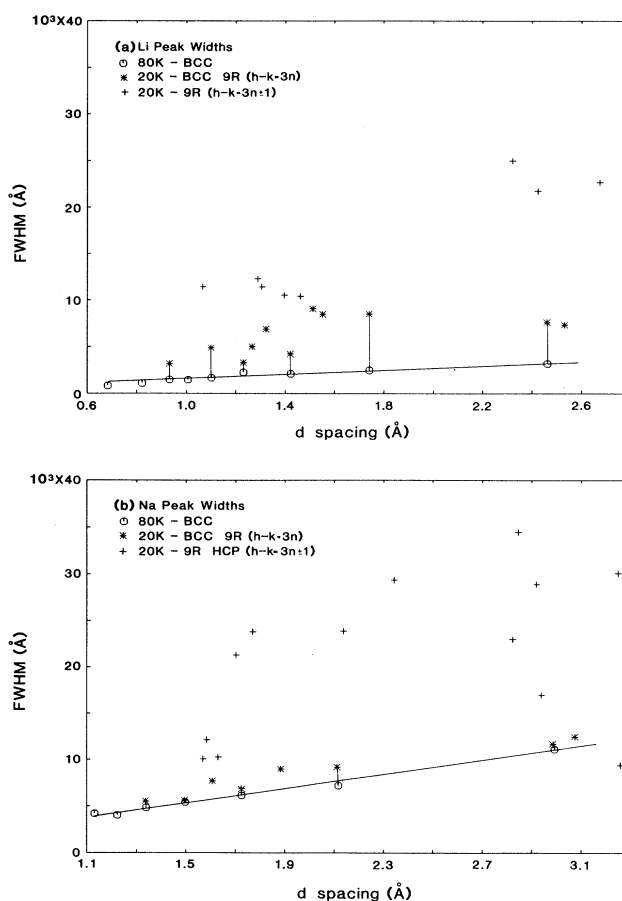 10³X40
(a) Li Peak Widths
80K – BCC
20K – BCC 9R (h–k-3n)
20K – 9R (h–k-3n±1)
30
20
10
0
FWHM (Å)
0.6 1.0 1.4 1.8 2.2 2.6
d spacing (Å)
10³X40
(b) Na Peak Widths
80K – BCC
20K – BCC 9R (h–k-3n)
20K – 9R HCP (h–k-3n±1)
30
20
10
0
FWHM (Å)
1.1 1.5 1.9 2.3 2.7 3.1
d spacing (Å)